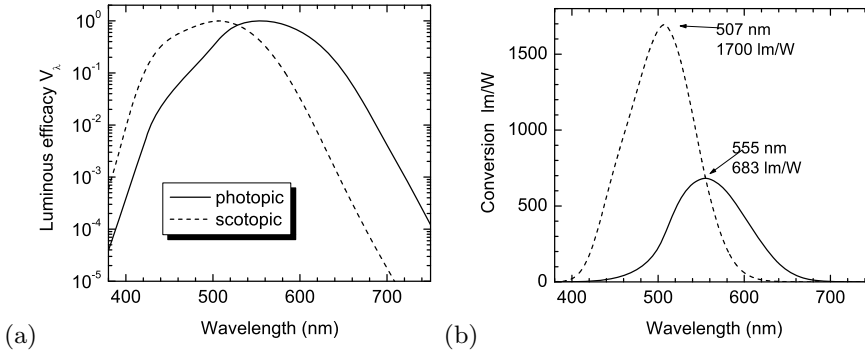 10⁰
10⁻¹
10⁻²
10⁻³
10⁻⁴
10⁻⁵
Luminous efficacy V_λ
photopic
scotopic
400 500 600 700
Wavelength (nm)
(a)
507 nm
1700 lm/W
555 nm
683 lm/W
1500
1000
500
0
Conversion lm/W
400 500 600 700
Wavelength (nm)
(b)